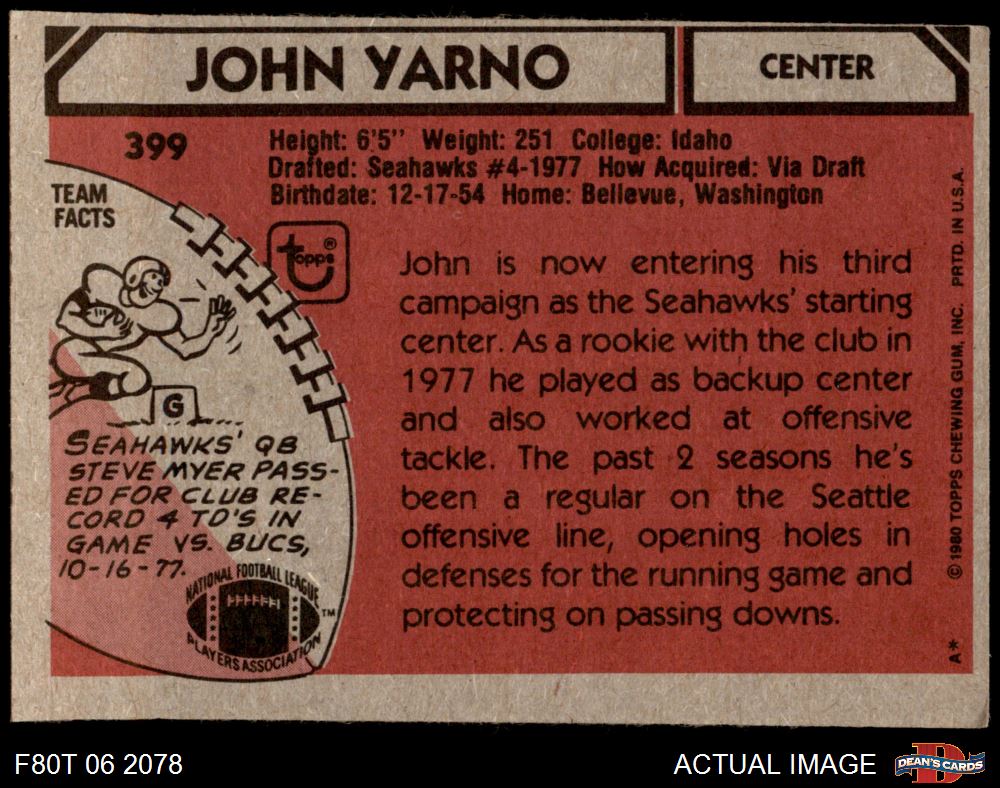 JOHN YARNO
CENTER
399
Height: 6'5'' Weight: 251 College: Idaho
Drafted: Seahawks #4-1977 How Acquired: Via Draft
Birthdate: 12-17-54 Home: Bellevue, Washington
TEAM
FACTS
Topps®
G
SEAHAWKS' QB
STEVE MYER PASS-
ED FOR CLUB RE-
CORD 4 TD'S IN
GAME VS. BUCS,
10-16-77.
NATIONAL FOOTBALL LEAGUE
PLAYERS ASSOCIATION
TM
John is now entering his third
campaign as the Seahawks' starting
center. As a rookie with the club in
1977 he played as backup center
and also worked at offensive
tackle. The past 2 seasons he's
been a regular on the Seattle
offensive line, opening holes in
defenses for the running game and
protecting on passing downs.
A* © 1980 TOPPS CHEWING GUM, INC. PRTD. IN U.S.A.
F80T 06 2078
ACTUAL IMAGE
DEAN'S CARDS